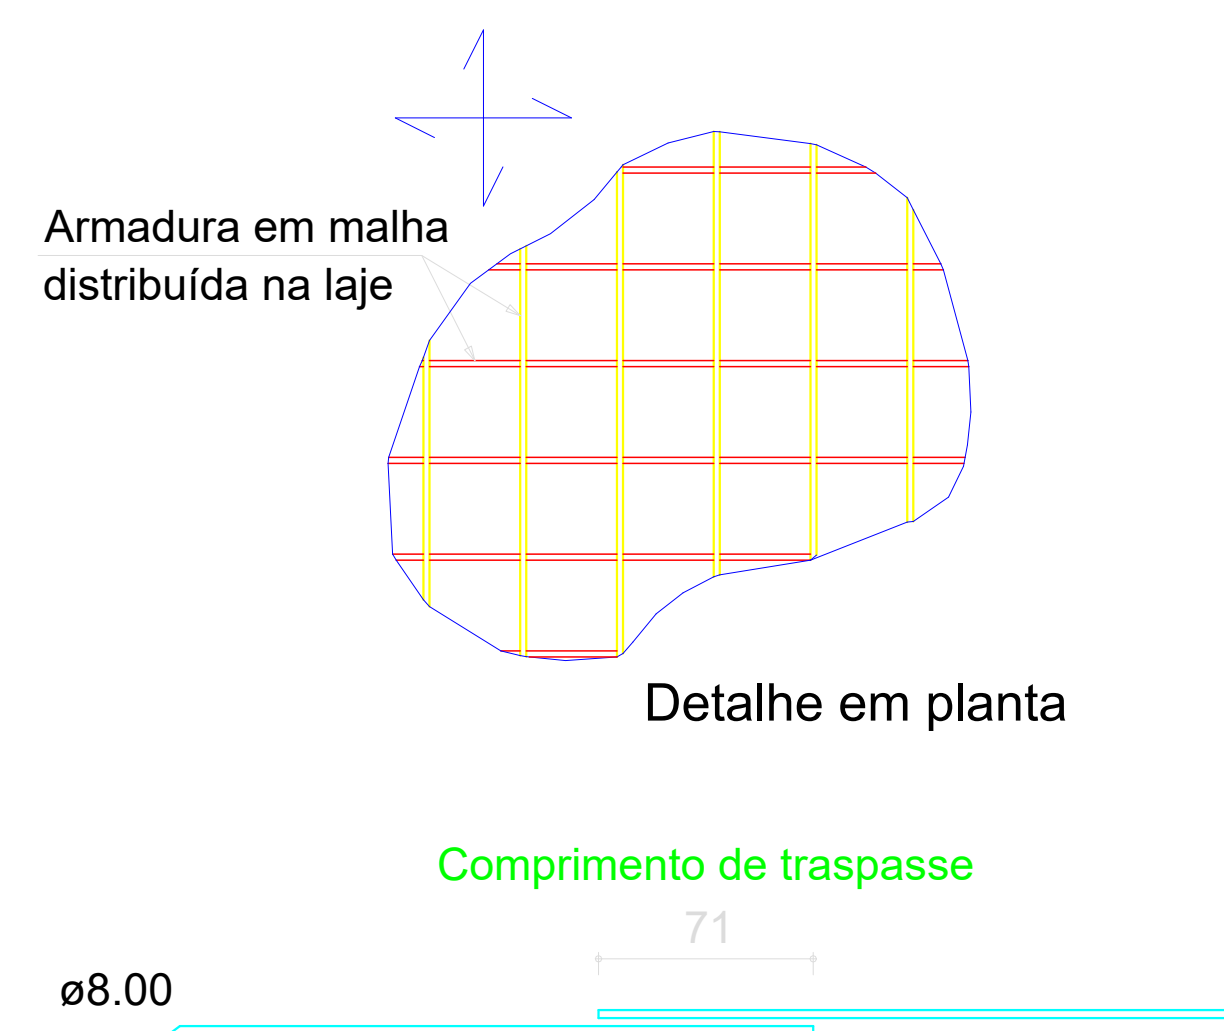 Armadura em malha
distribuída na laje
Detalhe em planta
Comprimento de traspasse
71
ø8.00